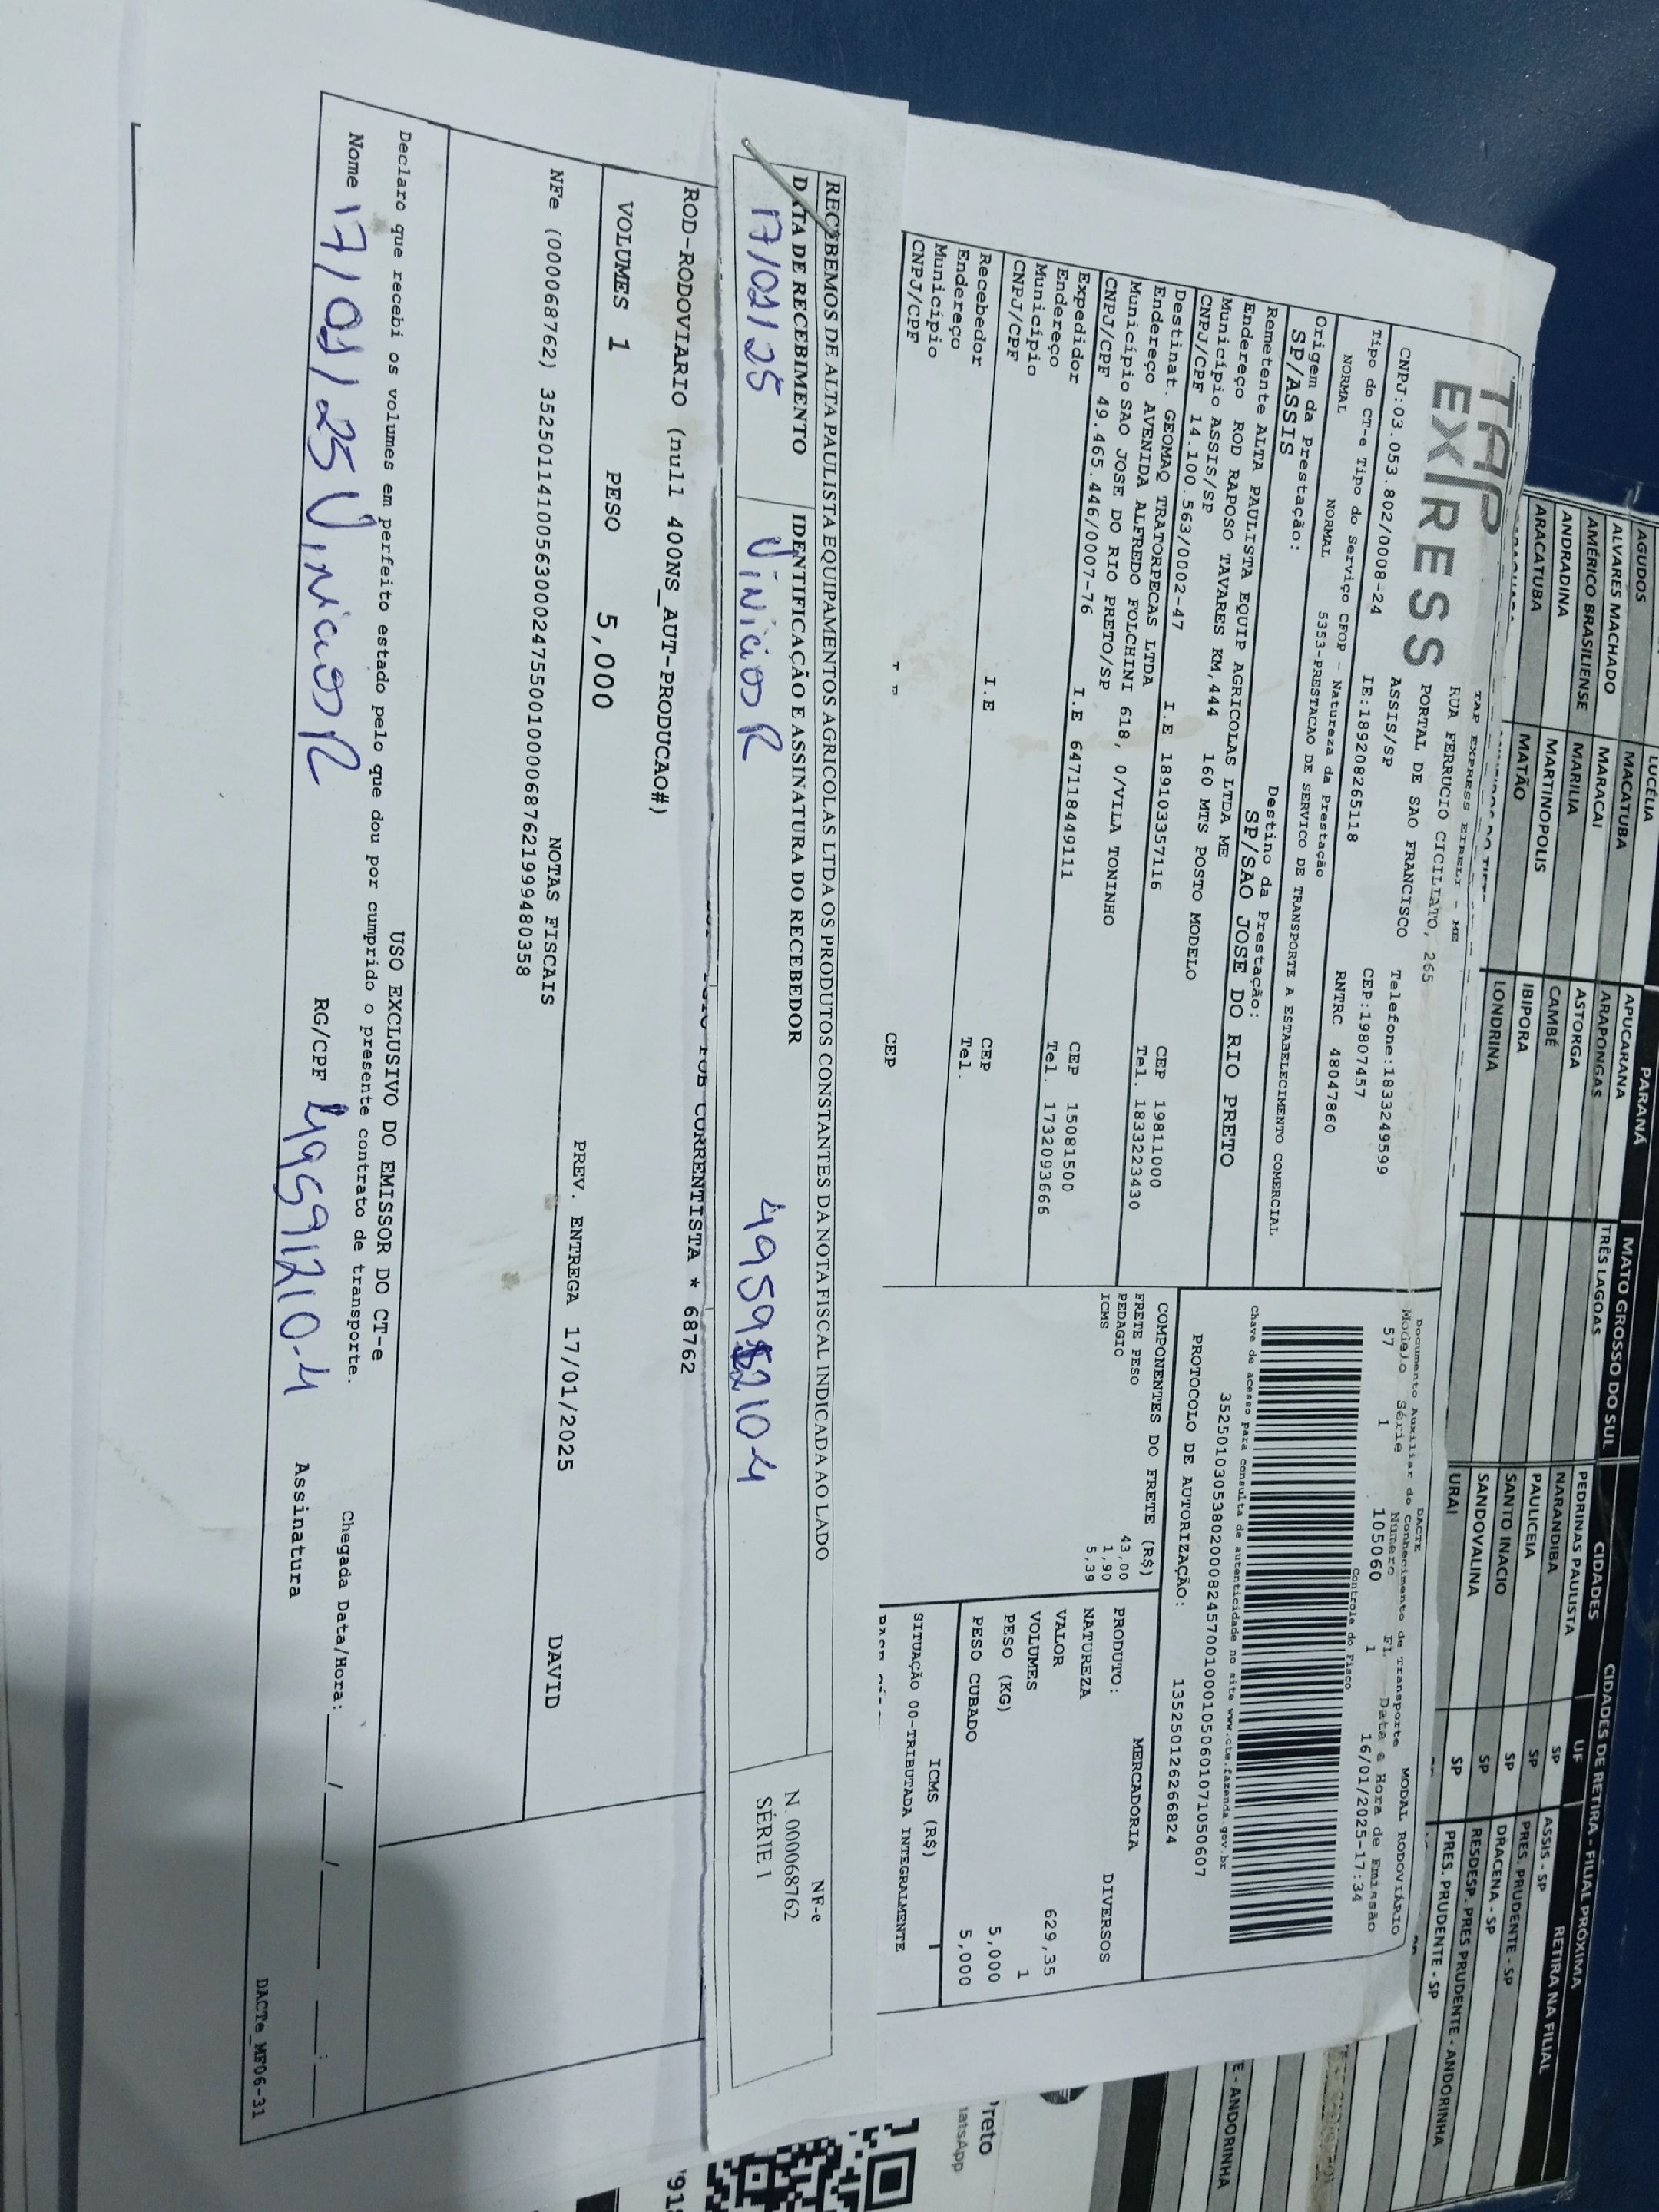 TAP
EXPRESS
TAP EXPRESS EIRELI - ME
RUA FERRUCIO CICILIATO, 265
PORTAL DE SAO FRANCISCO
ASSIS/SP
Telefone:1833249599
CNPJ:03.053.802/0008-24
IE:189208265118
CEP:19807457
Tipo do CT-e Tipo do Serviço CFOP - Natureza da Prestação
RNTRC 48047860
NORMAL NORMAL 5353-PRESTACAO DE SERVICO DE TRANSPORTE A ESTABELECIMENTO COMERCIAL
Origem da Prestação:
SP/ASSIS
Destino da Prestação:
SP/SAO JOSE DO RIO PRETO
Remetente ALTA PAULISTA EQUIP AGRICOLAS LTDA ME
Endereço ROD RAPOSO TAVARES KM,444 160 MTS POSTO MODELO
Município ASSIS/SP
CEP 19811000
CNPJ/CPF 14.100.563/0002-47 I.E 189103357116
Tel. 1833223430
Destinat. GEOMAQ TRATORPECAS LTDA
Endereço AVENIDA ALFREDO FOLCHINI 618, 0/VILA TONINHO
Município SAO JOSE DO RIO PRETO/SP
CEP 15081500
CNPJ/CPF 49.465.446/0007-76 I.E 647118449111
Tel. 1732093666
Expedidor
Endereço
Município
CEP
CNPJ/CPF
I.E
Tel.
Recebedor
Endereço
Município
CEP
CNPJ/CPF
DACTE
Documento Auxiliar do Conhecimento de Transporte
MODAL RODOVIÁRIO
Modelo Série Número FL Data e Hora de Emissão
57 1 105060 1 16/01/2025-17:34
Controle do Fisco
Chave de acesso para consulta de autenticidade no site www.cte.fazenda.gov.br
35250103053802000824570010001050601071050607
PROTOCOLO DE AUTORIZAÇÃO: 135250126266824
COMPONENTES DO FRETE (R$)
FRETE PESO 43,00
PEDAGIO 1,90
ICMS 5,39
MERCADORIA
PRODUTO: DIVERSOS
NATUREZA
VALOR 629,35
VOLUMES 1
PESO (KG) 5,000
PESO CUBADO 5,000
ICMS (R$)
SITUAÇÃO 00-TRIBUTADA INTEGRALMENTE
RECEBEMOS DE ALTA PAULISTA EQUIPAMENTOS AGRICOLAS LTDA OS PRODUTOS CONSTANTES DA NOTA FISCAL INDICADA AO LADO
DATA DE RECEBIMENTO
IDENTIFICAÇÃO E ASSINATURA DO RECEBEDOR
17/01/25 Vinicios R
NF-e
N. 000068762
SÉRIE 1
CORRENTISTA * 68762
ROD-RODOVIARIO (null 400NS_AUT-PRODUCAO#)
VOLUMES 1 PESO 5,000
PREV. ENTREGA 17/01/2025
DAVID
NOTAS FISCAIS
NFe (000068762) 35250114100563000247550010000687621999480358
USO EXCLUSIVO DO EMISSOR DO CT-e
Declaro que recebi os volumes em perfeito estado pelo que dou por cumprido o presente contrato de transporte.
Chegada Data/Hora: ___/___/___ ___:___
Nome 17/01/25 Vinicios R RG/CPF 495991210-4 Assinatura
DACTe_MF06-31
AGUDOS
ALVARES MACHADO
AMÉRICO BRASILIENSE
ANDRADINA
ARACATUBA
LUCÉLIA
MACATUBA
MARACAI
MARILIA
MARTINOPOLIS
MATÃO
PARANÁ
APUCARANA
ARAPONGAS
ASTORGA
CAMBÉ
IBIPORA
LONDRINA
MATO GROSSO DO SUL
TRÊS LAGOAS
CIDADES DE RETIRA - FILIAL PRÓXIMA
CIDADES UF RETIRA NA FILIAL
PEDRINAS PAULISTA SP ASSIS - SP
NARANDIBA SP PRES. PRUDENTE - SP
PAULICEIA SP DRACENA - SP
SANTO INACIO SP RESDESP. PRES PRUDENTE - ANDORINHA
SANDOVALINA SP PRES. PRUDENTE - SP
URAI
E - ANDORINHA